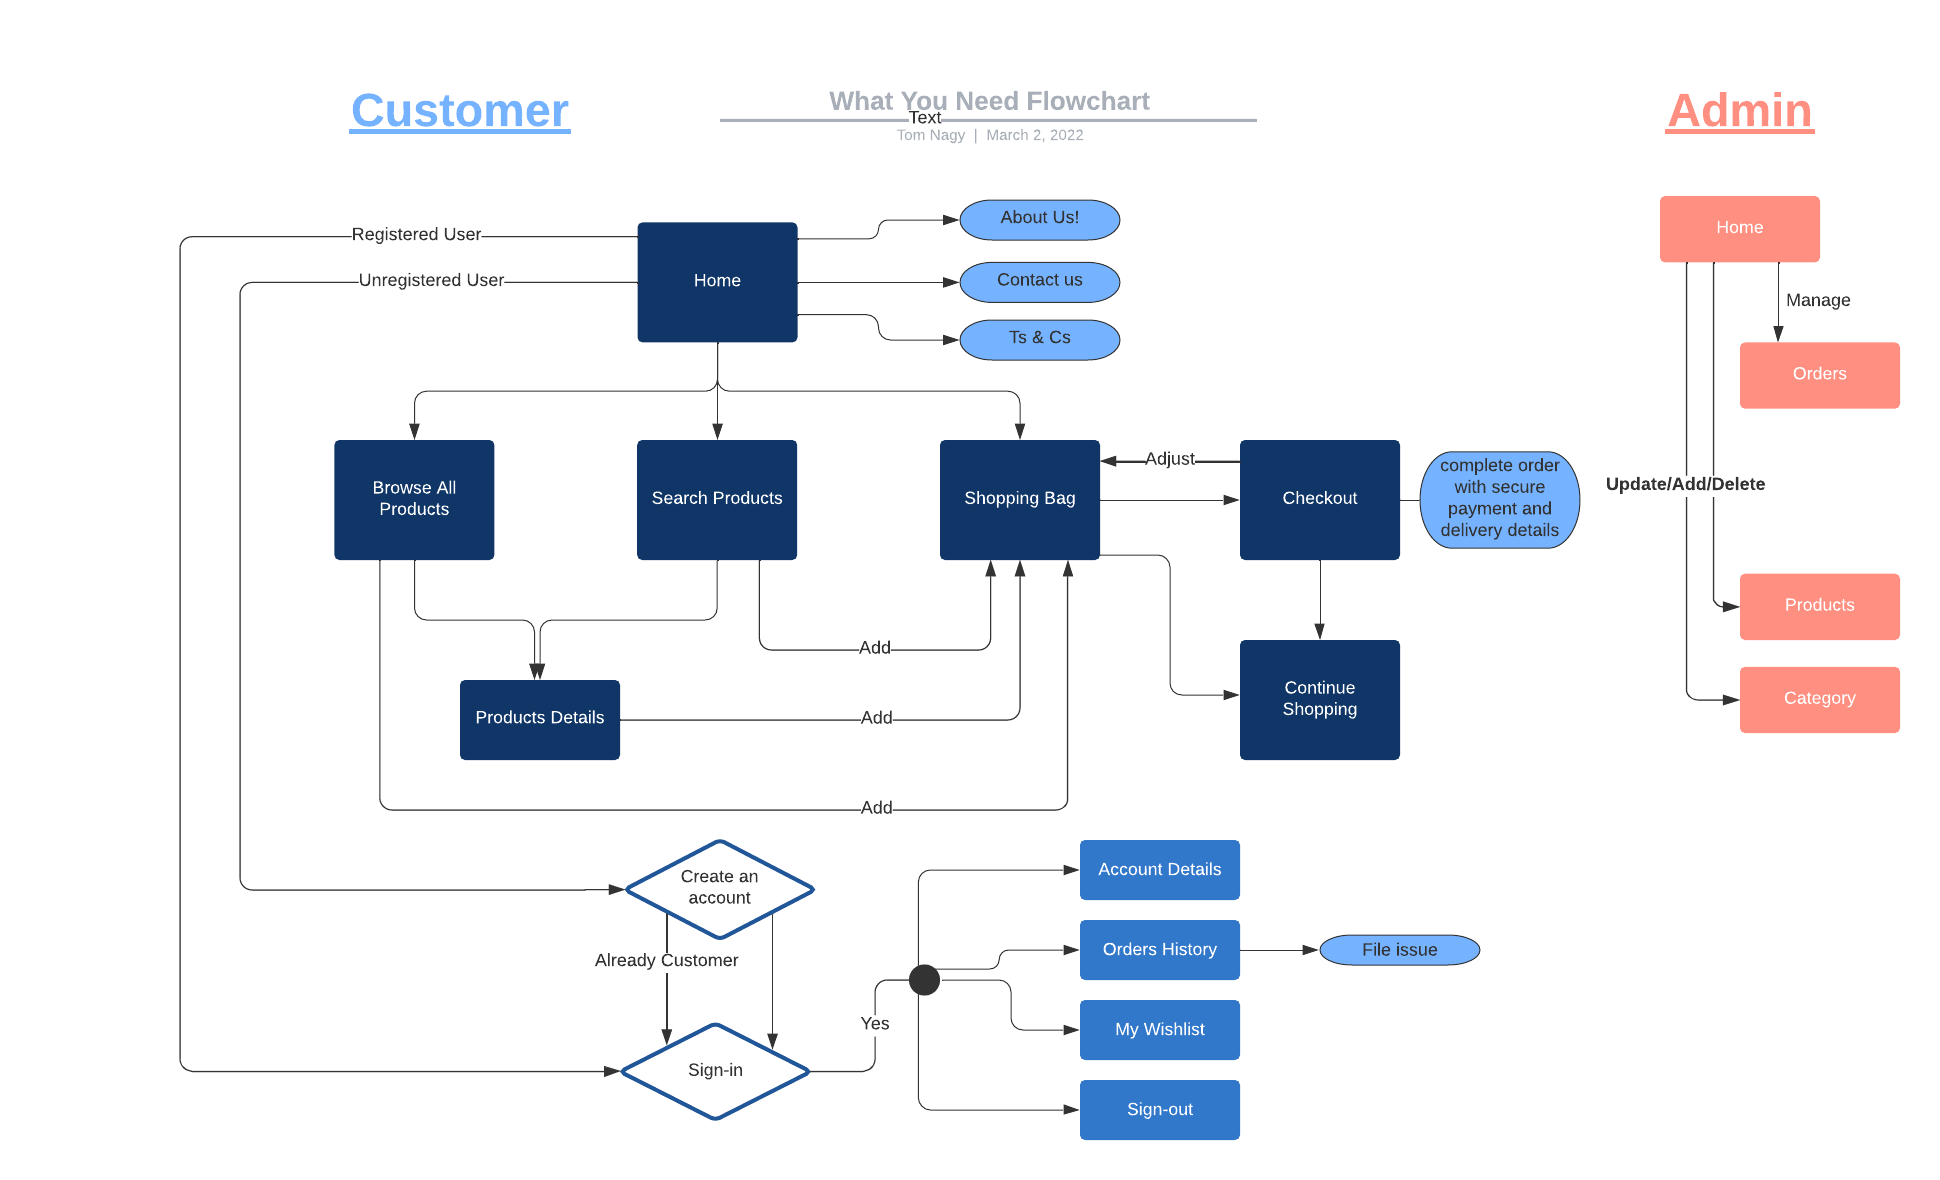 Customer
What You Need Flowchart
Text
Tom Nagy | March 2, 2022
Admin
Registered User
Unregistered User
Home
About Us!
Contact us
Ts & Cs
Home
Manage
Orders
Browse All
Products
Search Products
Shopping Bag
Adjust
Checkout
complete order
with secure
payment and
delivery details
Update/Add/Delete
Products
Category
Add
Products Details
Add
Continue
Shopping
Add
Create an
account
Already Customer
Sign-in
Yes
Account Details
Orders History
File issue
My Wishlist
Sign-out